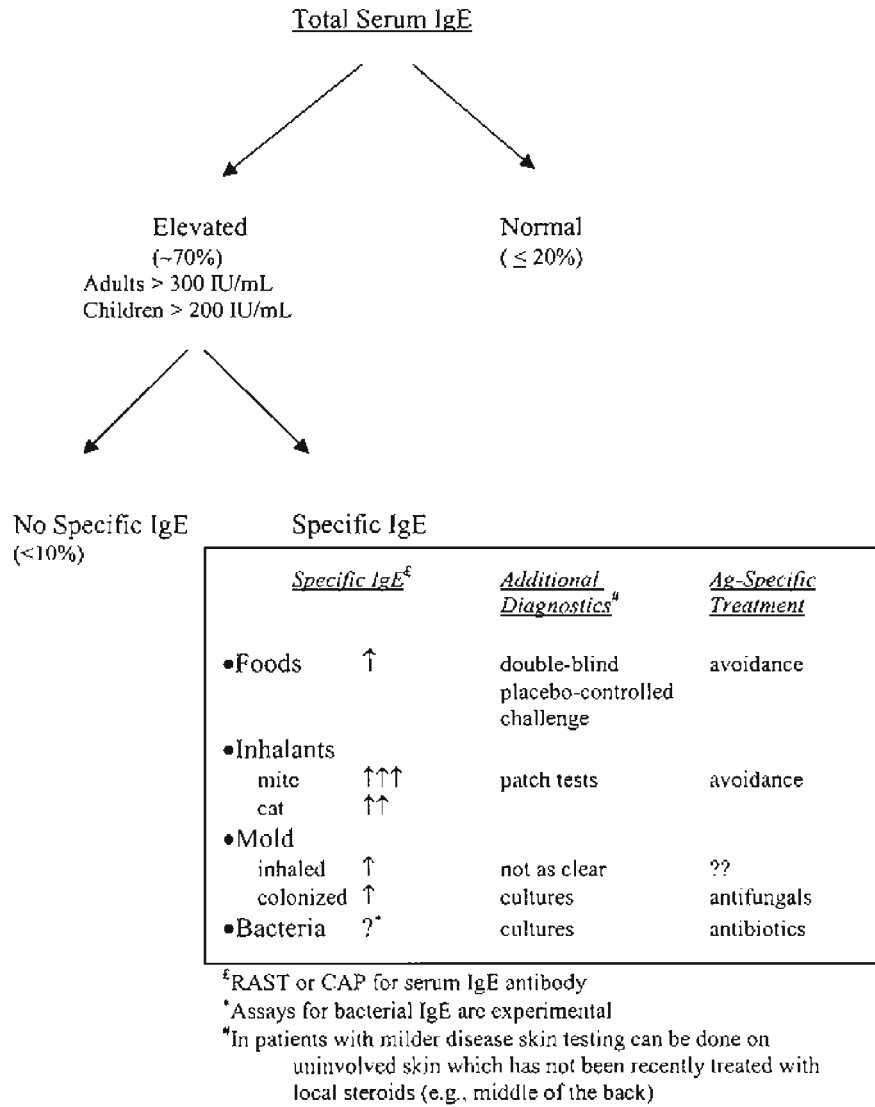 Total Serum IgE
Elevated
(~70%)
Adults > 300 IU/mL
Children > 200 IU/mL
Normal
( ≤ 20%)
No Specific IgE
(<10%)
Specific IgE
Specific IgE£ Additional Ag-Specific
Diagnostics# Treatment
•Foods ↑ double-blind avoidance
placebo-controlled
challenge
•Inhalants
mite ↑↑↑ patch tests avoidance
cat ↑↑
•Mold
inhaled ↑ not as clear ??
colonized ↑ cultures antifungals
•Bacteria ?* cultures antibiotics
£RAST or CAP for serum IgE antibody
*Assays for bacterial IgE are experimental
#In patients with milder disease skin testing can be done on
uninvolved skin which has not been recently treated with
local steroids (e.g., middle of the back)